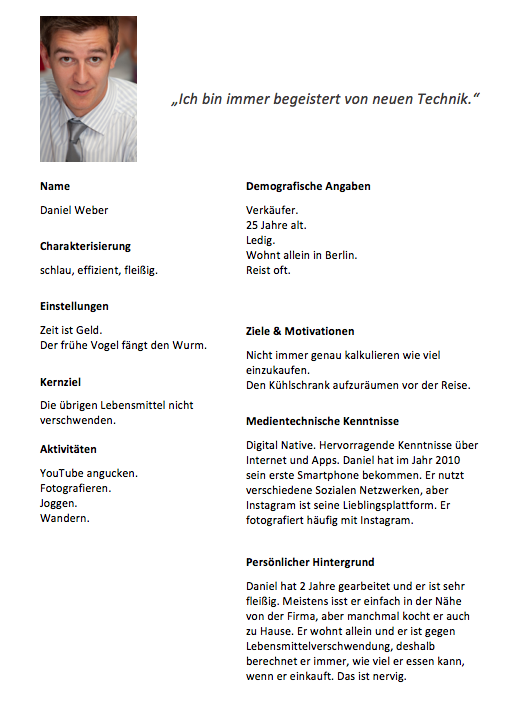 „Ich bin immer begeistert von neuen Technik.“
Name
Daniel Weber
Charakterisierung
schlau, effizient, fleißig.
Einstellungen
Zeit ist Geld.
Der frühe Vogel fängt den Wurm.
Kernziel
Die übrigen Lebensmittel nicht
verschwenden.
Aktivitäten
YouTube angucken.
Fotografieren.
Joggen.
Wandern.
Demografische Angaben
Verkäufer.
25 Jahre alt.
Ledig.
Wohnt allein in Berlin.
Reist oft.
Ziele & Motivationen
Nicht immer genau kalkulieren wie viel
einzukaufen.
Den Kühlschrank aufzuräumen vor der Reise.
Medientechnische Kenntnisse
Digital Native. Hervorragende Kenntnisse über
Internet und Apps. Daniel hat im Jahr 2010
sein erste Smartphone bekommen. Er nutzt
verschiedene Sozialen Netzwerken, aber
Instagram ist seine Lieblingsplattform. Er
fotografiert häufig mit Instagram.
Persönlicher Hintergrund
Daniel hat 2 Jahre gearbeitet und er ist sehr
fleißig. Meistens isst er einfach in der Nähe
von der Firma, aber manchmal kocht er auch
zu Hause. Er wohnt allein und er ist gegen
Lebensmittelverschwendung, deshalb
berechnet er immer, wie viel er essen kann,
wenn er einkauft. Das ist nervig.